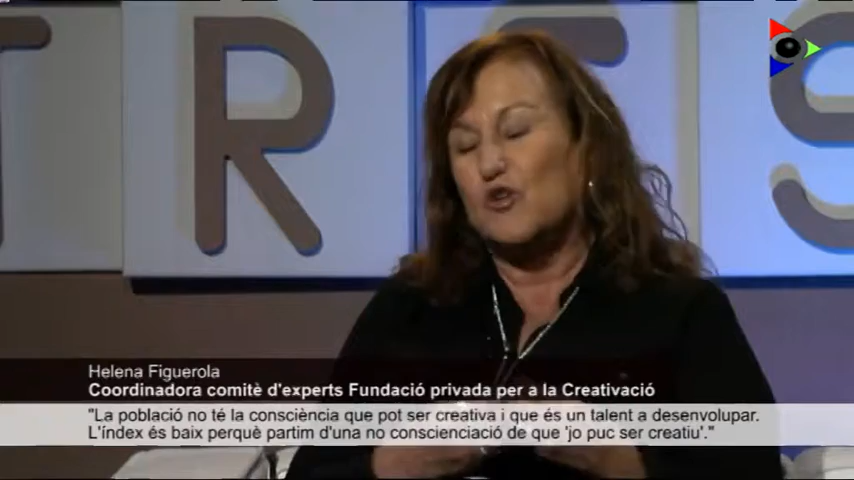 TRES
Helena Figuerola
Coordinadora comitè d'experts Fundació privada per a la Creativació
"La població no té la consciència que pot ser creativa i que és un talent a desenvolupar.
L'índex és baix perquè partim d'una no conscienciació de que 'jo puc ser creatiu'."